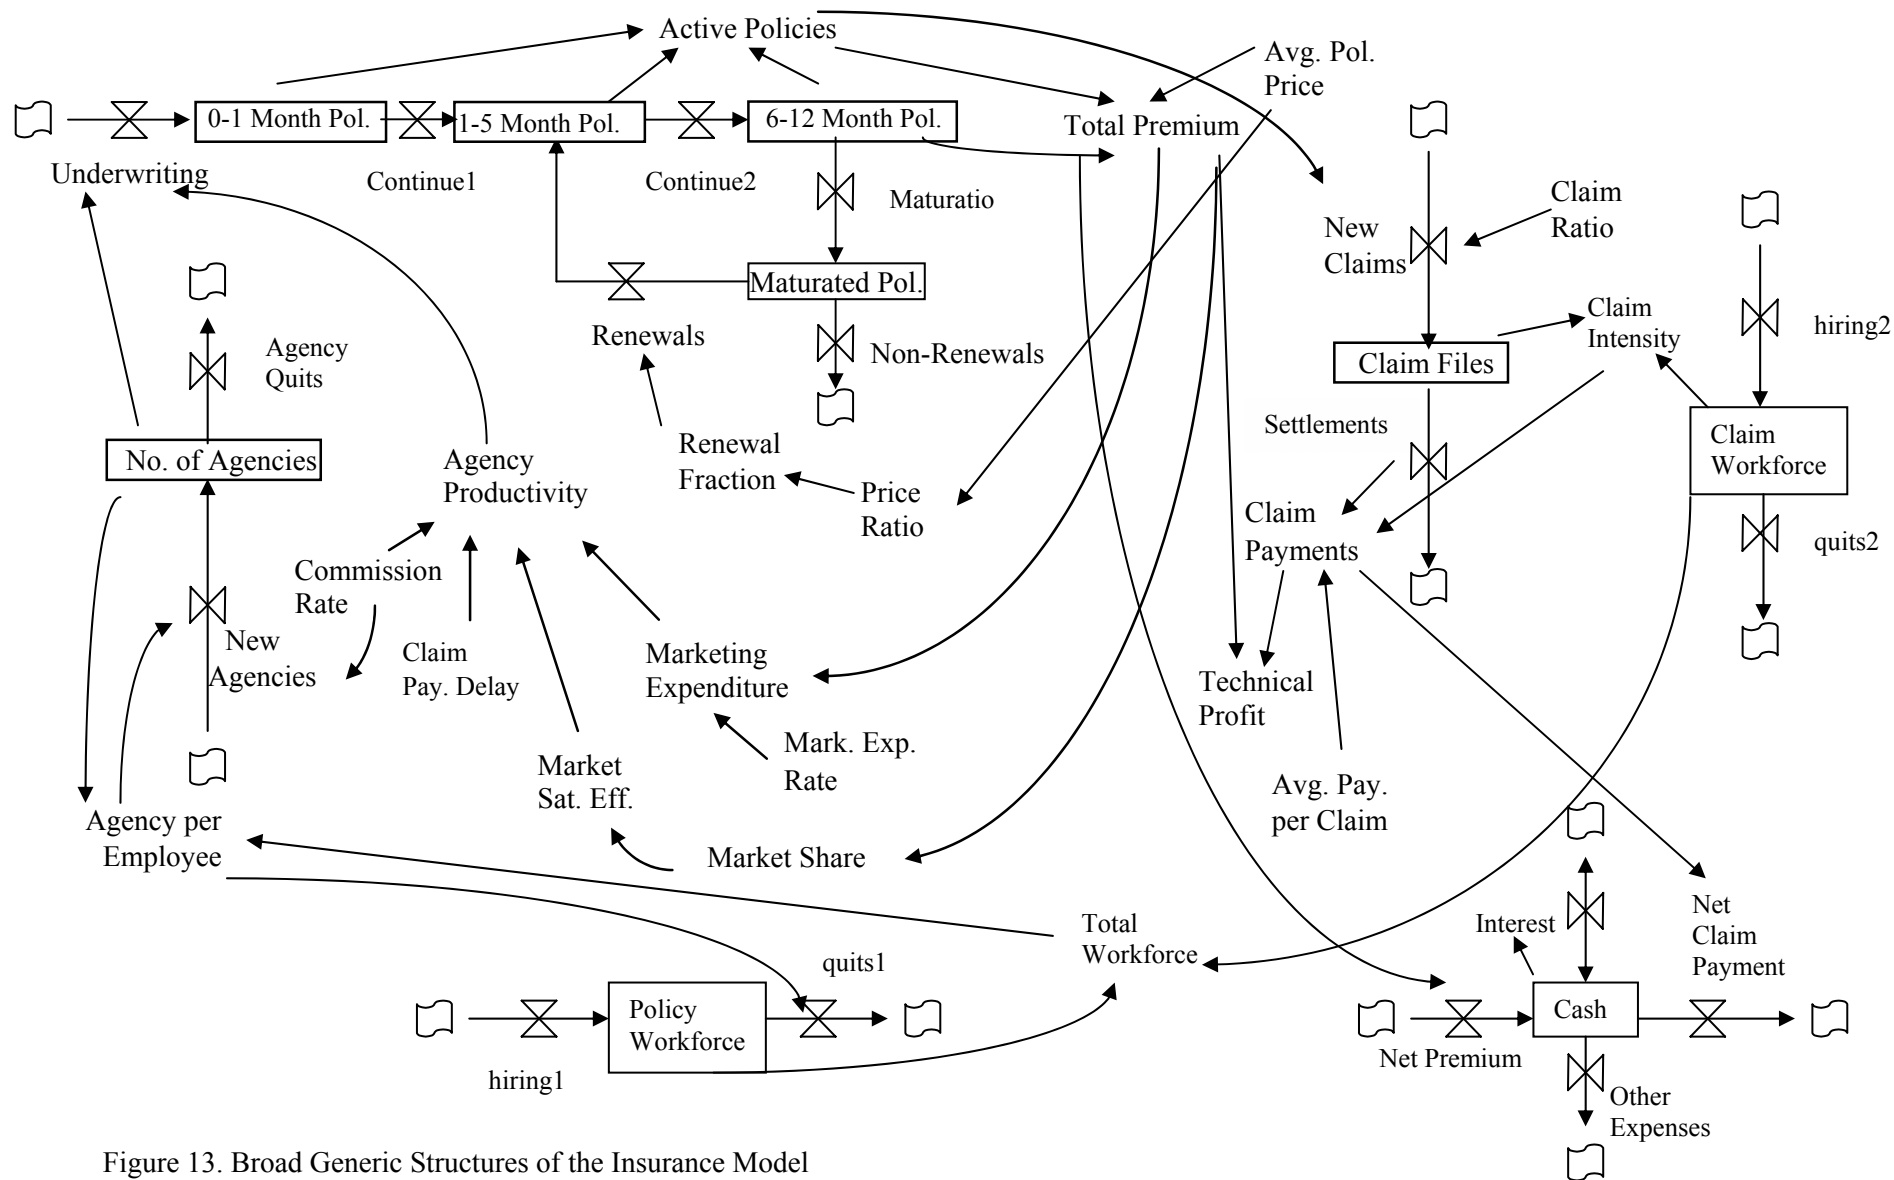 Active Policies
Avg. Pol.
Price
0-1 Month Pol.
1-5 Month Pol.
6-12 Month Pol.
Total Premium
Underwriting
Continue1
Continue2
Maturatio
New
Claims
Claim
Ratio
Maturated Pol.
Claim
Intensity
hiring2
Agency
Quits
Renewals
Non-Renewals
Claim Files
Settlements
Claim
Workforce
No. of Agencies
Agency
Productivity
Renewal
Fraction
Price
Ratio
Claim
Payments
quits2
Commission
Rate
New
Agencies
Claim
Pay. Delay
Marketing
Expenditure
Technical
Profit
Mark. Exp.
Rate
Market
Sat. Eff.
Avg. Pay.
per Claim
Agency per
Employee
Market Share
Total
Workforce
Interest
Net
Claim
Payment
quits1
Policy
Workforce
Cash
hiring1
Net Premium
Other
Expenses
Figure 13. Broad Generic Structures of the Insurance Model